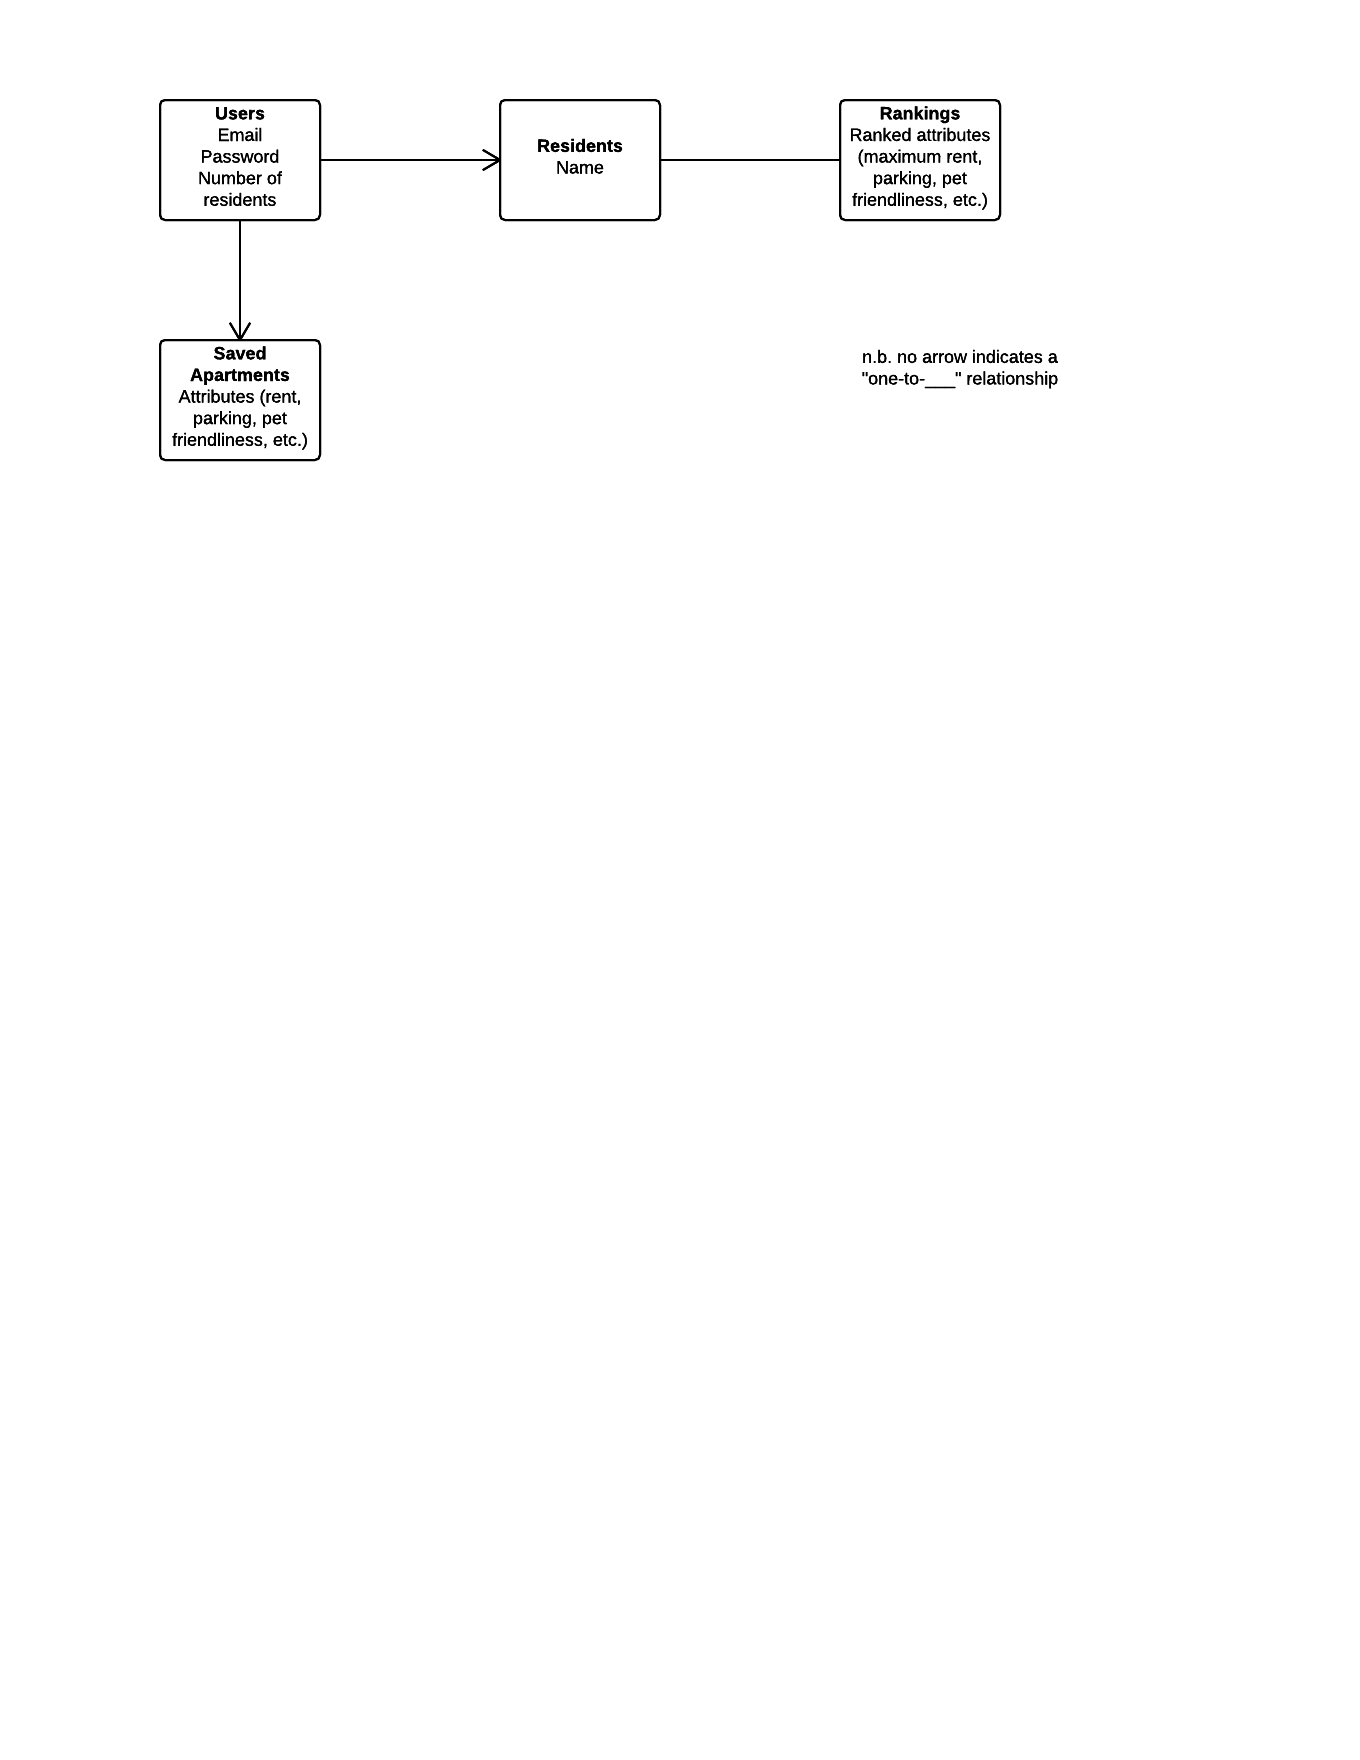 Users
Email
Password
Number of
residents
Residents
Name
Rankings
Ranked attributes
(maximum rent,
parking, pet
friendliness, etc.)
Saved
Apartments
Attributes (rent,
parking, pet
friendliness, etc.)
n.b. no arrow indicates a
"one-to-___" relationship